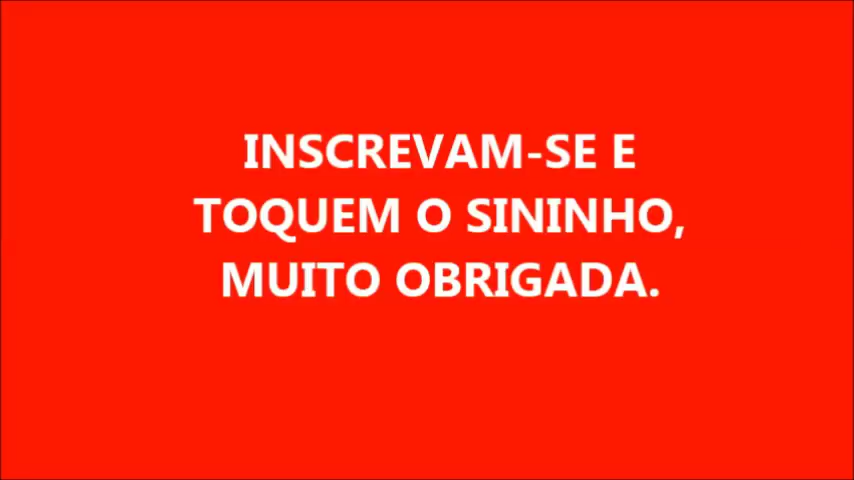 INSCREVAM-SE E
TOQUEM O SININHO,
MUITO OBRIGADA.